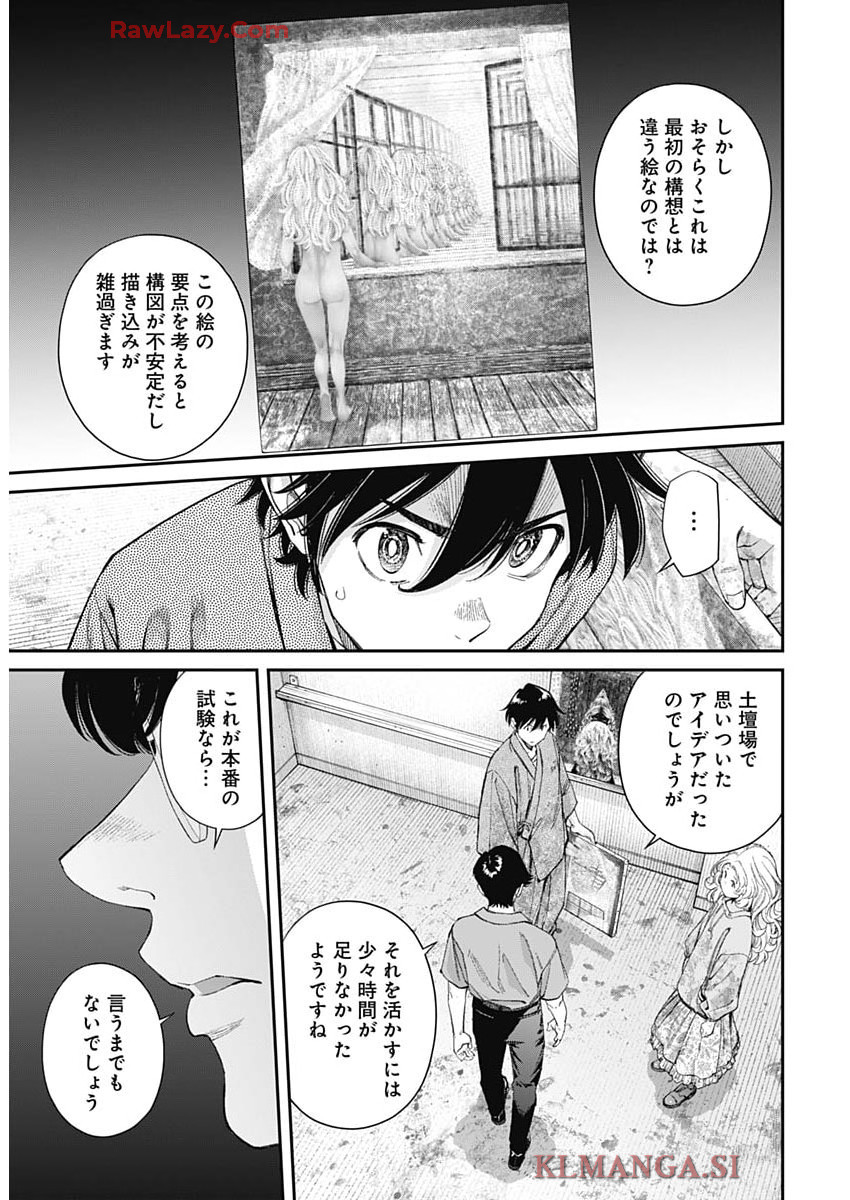 RawLazy.Com
しかし
おそらくこれは
最初の構想とは
違う絵なのでは?
この絵の
要点を考えると
構図が不安定だし
描き込みが
雑過ぎます
…
土壇場で
思いついた
アイデアだった
のでしょうが
それを活かすには
少々時間が
足りなかった
ようですね
これが本番の
試験なら…
言うまでも
ないでしょう
KLMANGA.SI